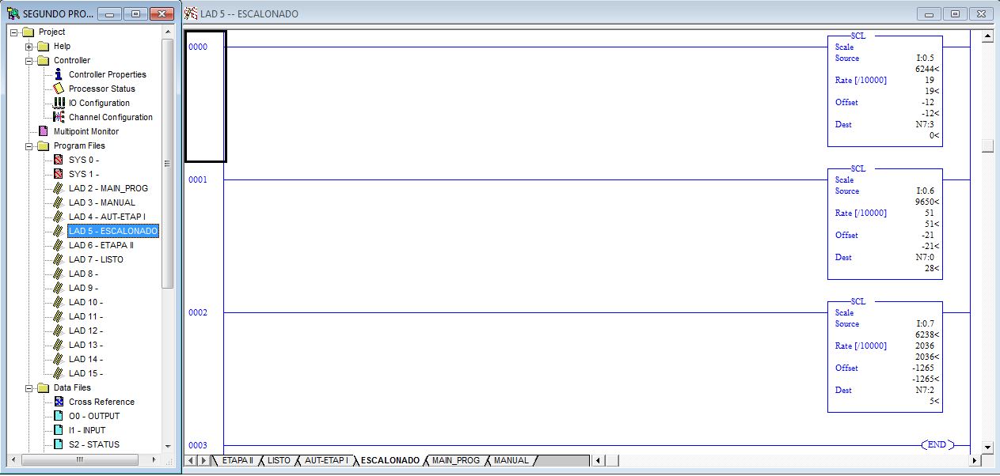 SEGUNDO PRO...
Project
Help
Controller
Controller Properties
Processor Status
IO Configuration
Channel Configuration
Multipoint Monitor
Program Files
SYS 0 -
SYS 1 -
LAD 2 - MAIN_PROG
LAD 3 - MANUAL
LAD 4 - AUT-ETAP I
LAD 5 - ESCALONADO
LAD 6 - ETAPA II
LAD 7 - LISTO
LAD 8 -
LAD 9 -
LAD 10 -
LAD 11 -
LAD 12 -
LAD 13 -
LAD 14 -
LAD 15 -
Data Files
Cross Reference
O0 - OUTPUT
I1 - INPUT
S2 - STATUS
LAD 5 -- ESCALONADO
0000
SCL
Scale
Source I:0.5
6244<
Rate [/10000] 19
19<
Offset -12
-12<
Dest N7:3
0<
0001
SCL
Scale
Source I:0.6
9650<
Rate [/10000] 51
51<
Offset -21
-21<
Dest N7:0
28<
0002
SCL
Scale
Source I:0.7
6238<
Rate [/10000] 2036
2036<
Offset -1265
-1265<
Dest N7:2
5<
0003
END
ETAPA II LISTO AUT-ETAP I ESCALONADO MAIN_PROG MANUAL